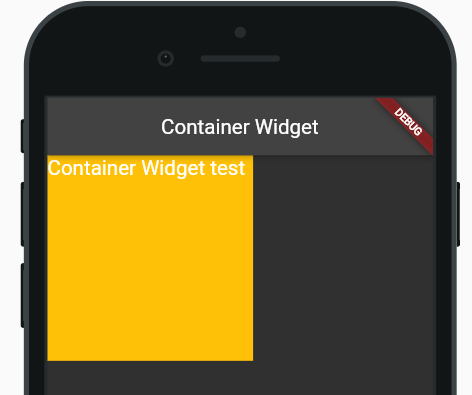 Container Widget
DEBUG
Container Widget test